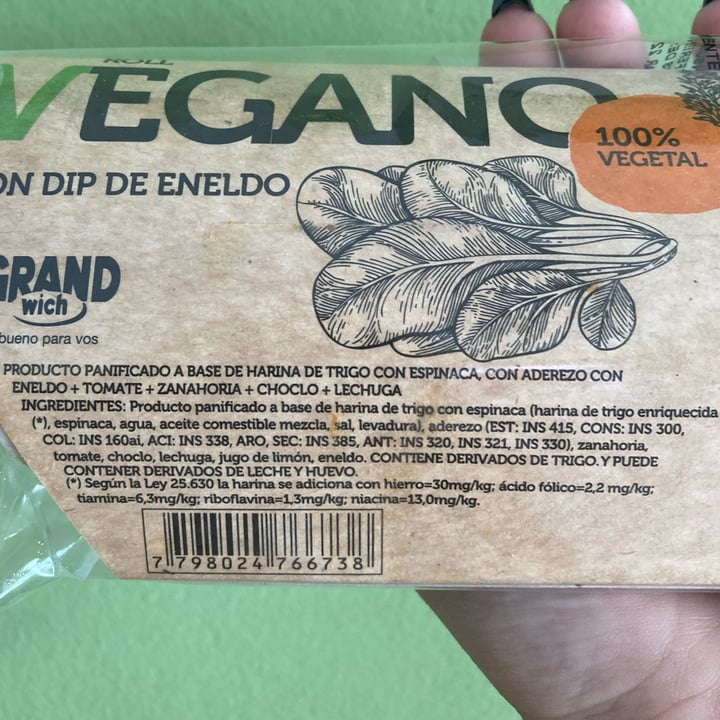 ROLL
VEGANO
100%
VEGETAL
ON DIP DE ENELDO
GRAND
wich
bueno para vos
PRODUCTO PANIFICADO A BASE DE HARINA DE TRIGO CON ESPINACA, CON ADEREZO CON
ENELDO + TOMATE + ZANAHORIA + CHOCLO + LECHUGA
INGREDIENTES: Producto panificado a base de harina de trigo con espinaca (harina de trigo enriquecida
(*), espinaca, agua, aceite comestible mezcla, sal, levadura), aderezo (EST: INS 415, CONS: INS 300,
COL: INS 160ai, ACI: INS 338, ARO, SEC: INS 385, ANT: INS 320, INS 321, INS 330), zanahoria,
tomate, choclo, lechuga, jugo de limón, eneldo. CONTIENE DERIVADOS DE TRIGO. Y PUEDE
CONTENER DERIVADOS DE LECHE Y HUEVO.
(*) Según la Ley 25.630 la harina se adiciona con hierro=30mg/kg; ácido fólico=2,2 mg/kg;
tiamina=6,3mg/kg; riboflavina=1,3mg/kg; niacina=13,0mg/kg.
7 798024 766738